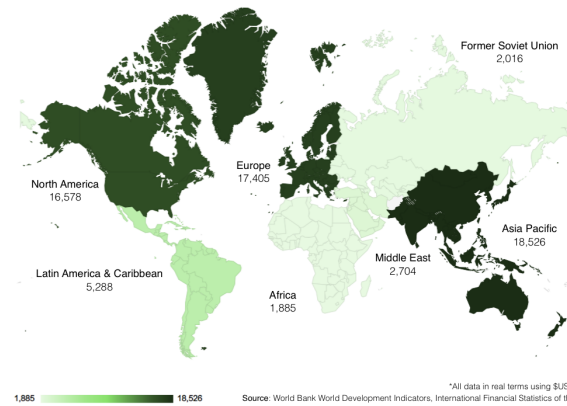 Former Soviet Union
2,016
Europe
17,405
North America
16,578
Asia Pacific
18,526
Middle East
2,704
Latin America & Caribbean
5,288
Africa
1,885
*All data in real terms using $US
1,885 18,526
Source: World Bank World Development Indicators, International Financial Statistics of